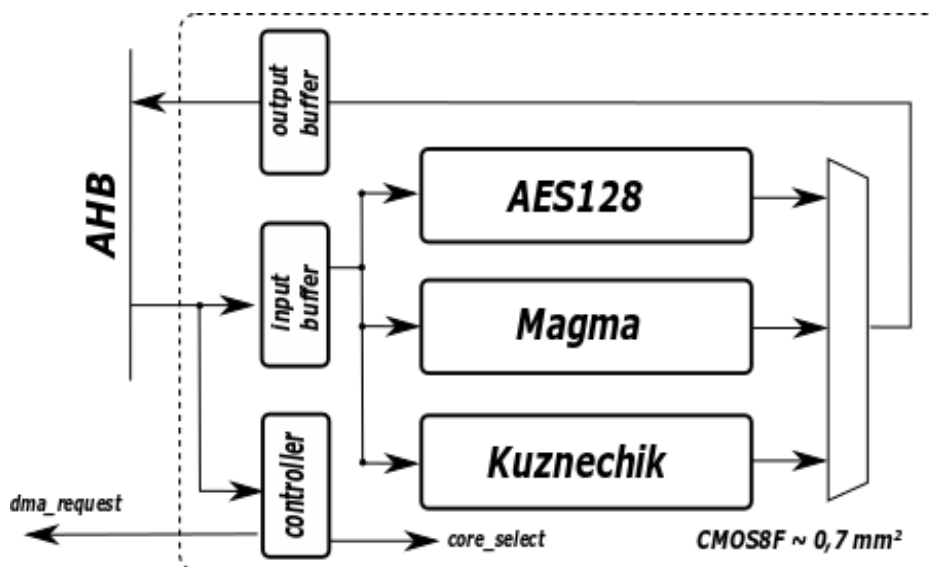 output
buffer
AHB
AES128
input
buffer
Magma
controller
Kuznechik
dma_request
core_select
CMOS8F ~ 0,7 mm²